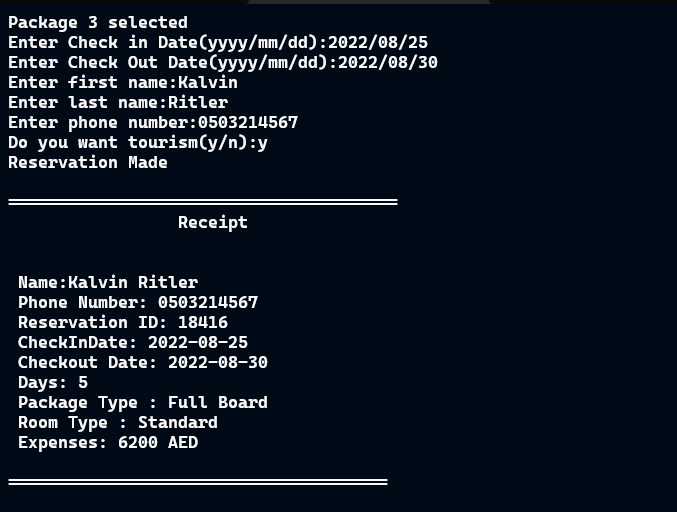 Package 3 selected
Enter Check in Date(yyyy/mm/dd):2022/08/25
Enter Check Out Date(yyyy/mm/dd):2022/08/30
Enter first name:Kalvin
Enter last name:Ritler
Enter phone number:0503214567
Do you want tourism(y/n):y
Reservation Made
=======================================
Receipt
Name:Kalvin Ritler
Phone Number: 0503214567
Reservation ID: 18416
CheckInDate: 2022-08-25
Checkout Date: 2022-08-30
Days: 5
Package Type : Full Board
Room Type : Standard
Expenses: 6200 AED
======================================